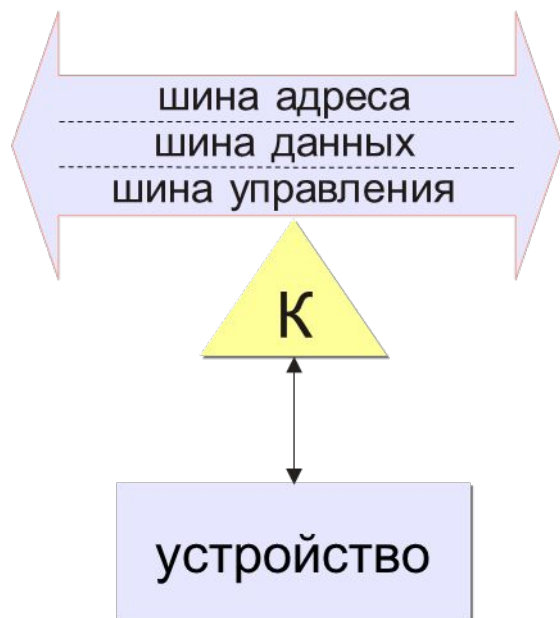 шина адреса
шина данных
шина управления
К
устройство